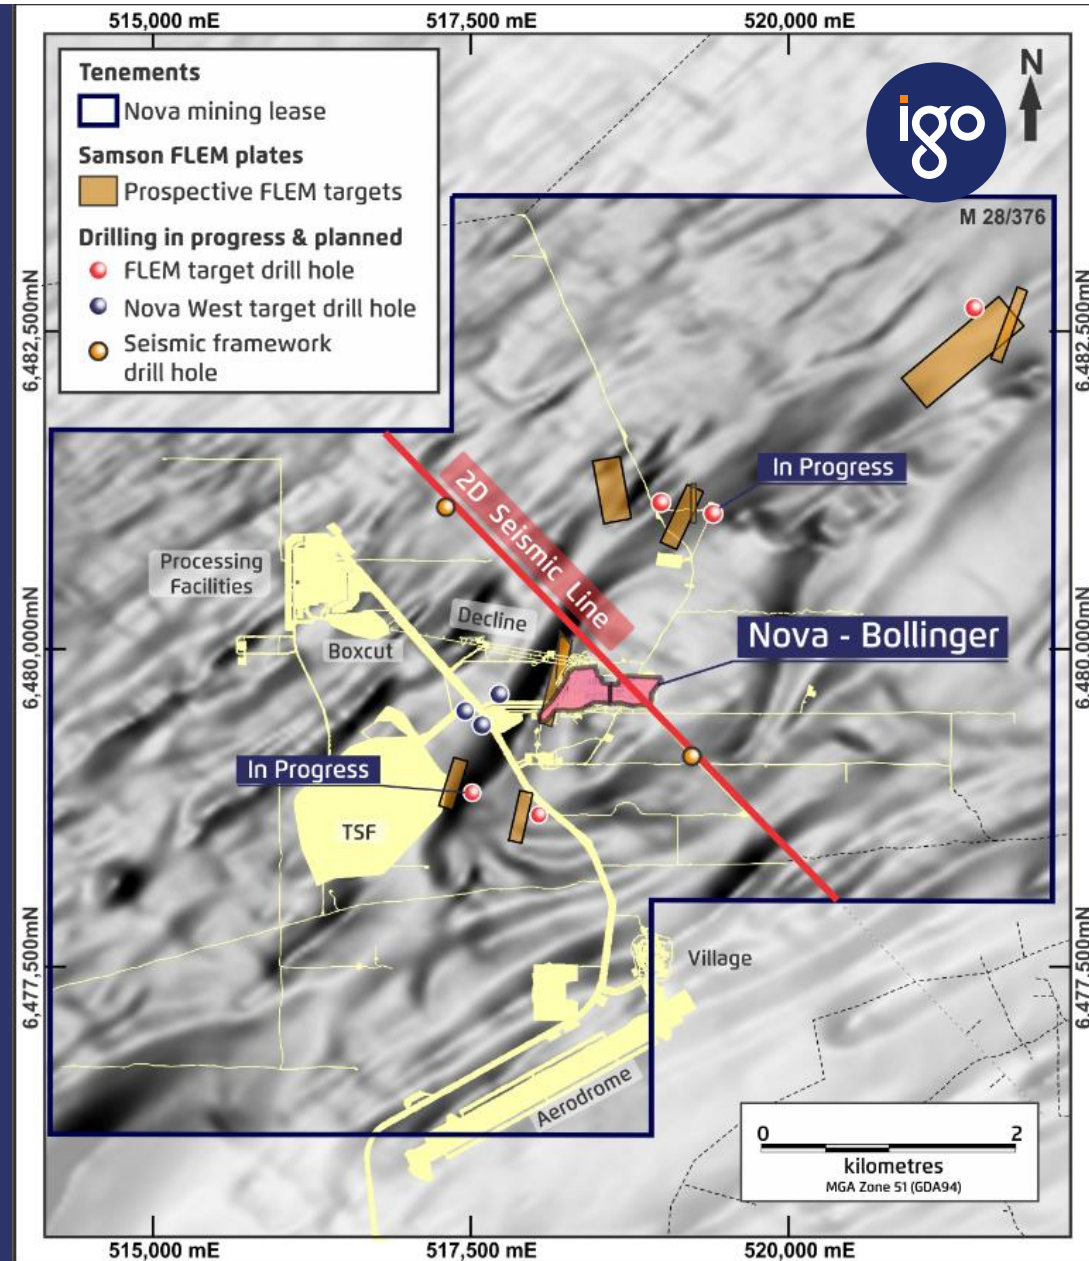 515,000 mE
517,500 mE
520,000 mE
Tenements
Nova mining lease
Samson FLEM plates
Prospective FLEM targets
Drilling in progress & planned
FLEM target drill hole
Nova West target drill hole
Seismic framework
drill hole
igo
N
M 28/376
6,482,500mN
6,482,500mN
In Progress
2D Seismic Line
Processing
Facilities
Decline
Boxcut
Nova - Bollinger
6,480,000mN
6,480,000mN
In Progress
TSF
Village
6,477,500mN
6,477,500mN
Aerodrome
0
2
kilometres
MGA Zone 51 (GDA94)
515,000 mE
517,500 mE
520,000 mE